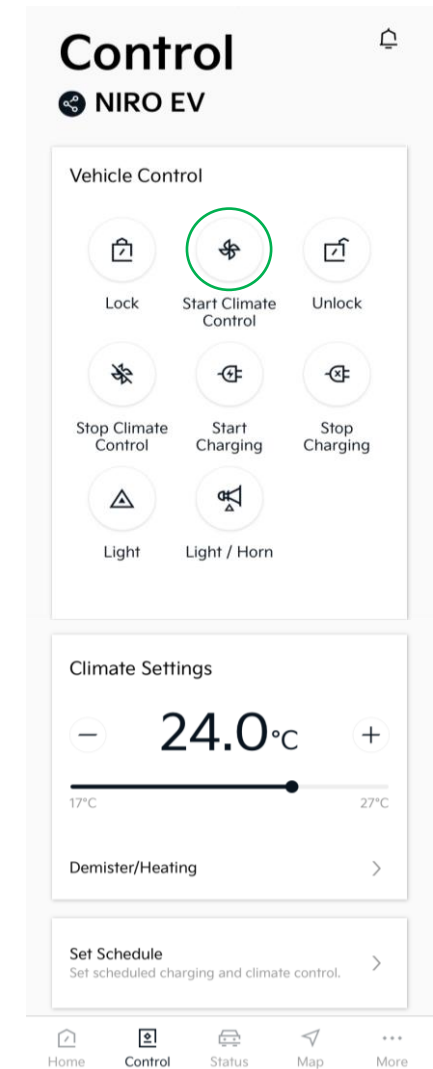 Control
NIRO EV
Vehicle Control
Lock
Start Climate
Control
Unlock
Stop Climate
Control
Start
Charging
Stop
Charging
Light
Light / Horn
Climate Settings
24.0°C
17°C
27°C
Demister/Heating
Set Schedule
Set scheduled charging and climate control.
Home
Control
Status
Map
More